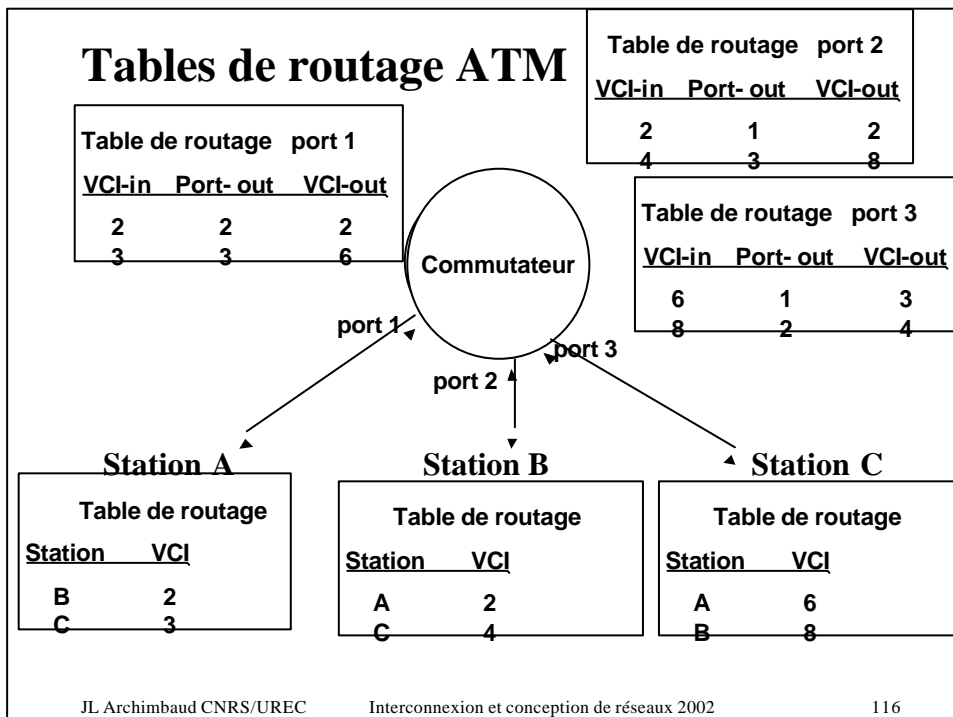 Tables de routage ATM
Table de routage port 1
VCI-in Port- out VCI-out
2 2 2
3 3 6
Table de routage port 2
VCI-in Port- out VCI-out
2 1 2
4 3 8
Table de routage port 3
VCI-in Port- out VCI-out
6 1 3
8 2 4
Commutateur
port 1
port 2
port 3
Station A
Table de routage
Station VCI
B 2
C 3
Station B
Table de routage
Station VCI
A 2
C 4
Station C
Table de routage
Station VCI
A 6
B 8
JL Archimbaud CNRS/UREC Interconnexion et conception de réseaux 2002 116